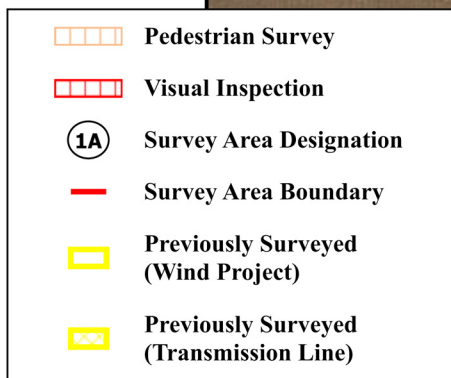 Pedestrian Survey
Visual Inspection
1A Survey Area Designation
Survey Area Boundary
Previously Surveyed
(Wind Project)
Previously Surveyed
(Transmission Line)